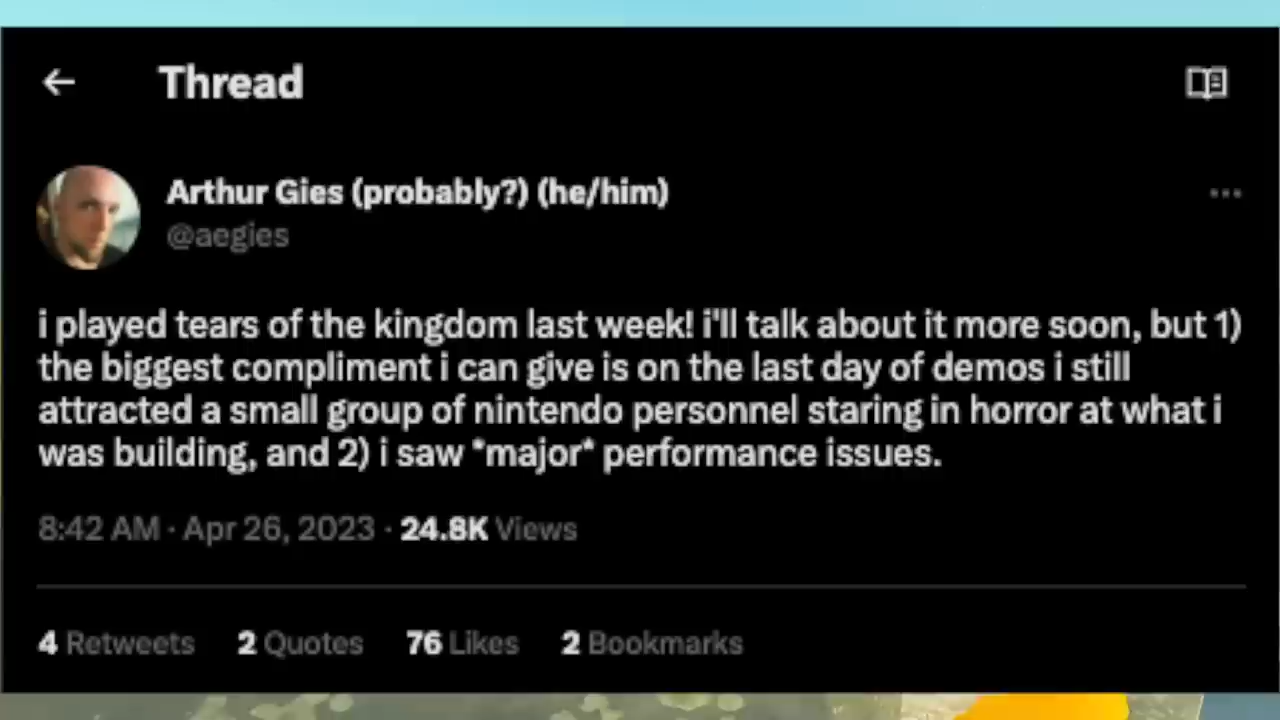 Thread
Arthur Gies (probably?) (he/him)
@aegies
i played tears of the kingdom last week! i'll talk about it more soon, but 1)
the biggest compliment i can give is on the last day of demos i still
attracted a small group of nintendo personnel staring in horror at what i
was building, and 2) i saw *major* performance issues.
8:42 AM · Apr 26, 2023 · 24.8K Views
4 Retweets 2 Quotes 76 Likes 2 Bookmarks